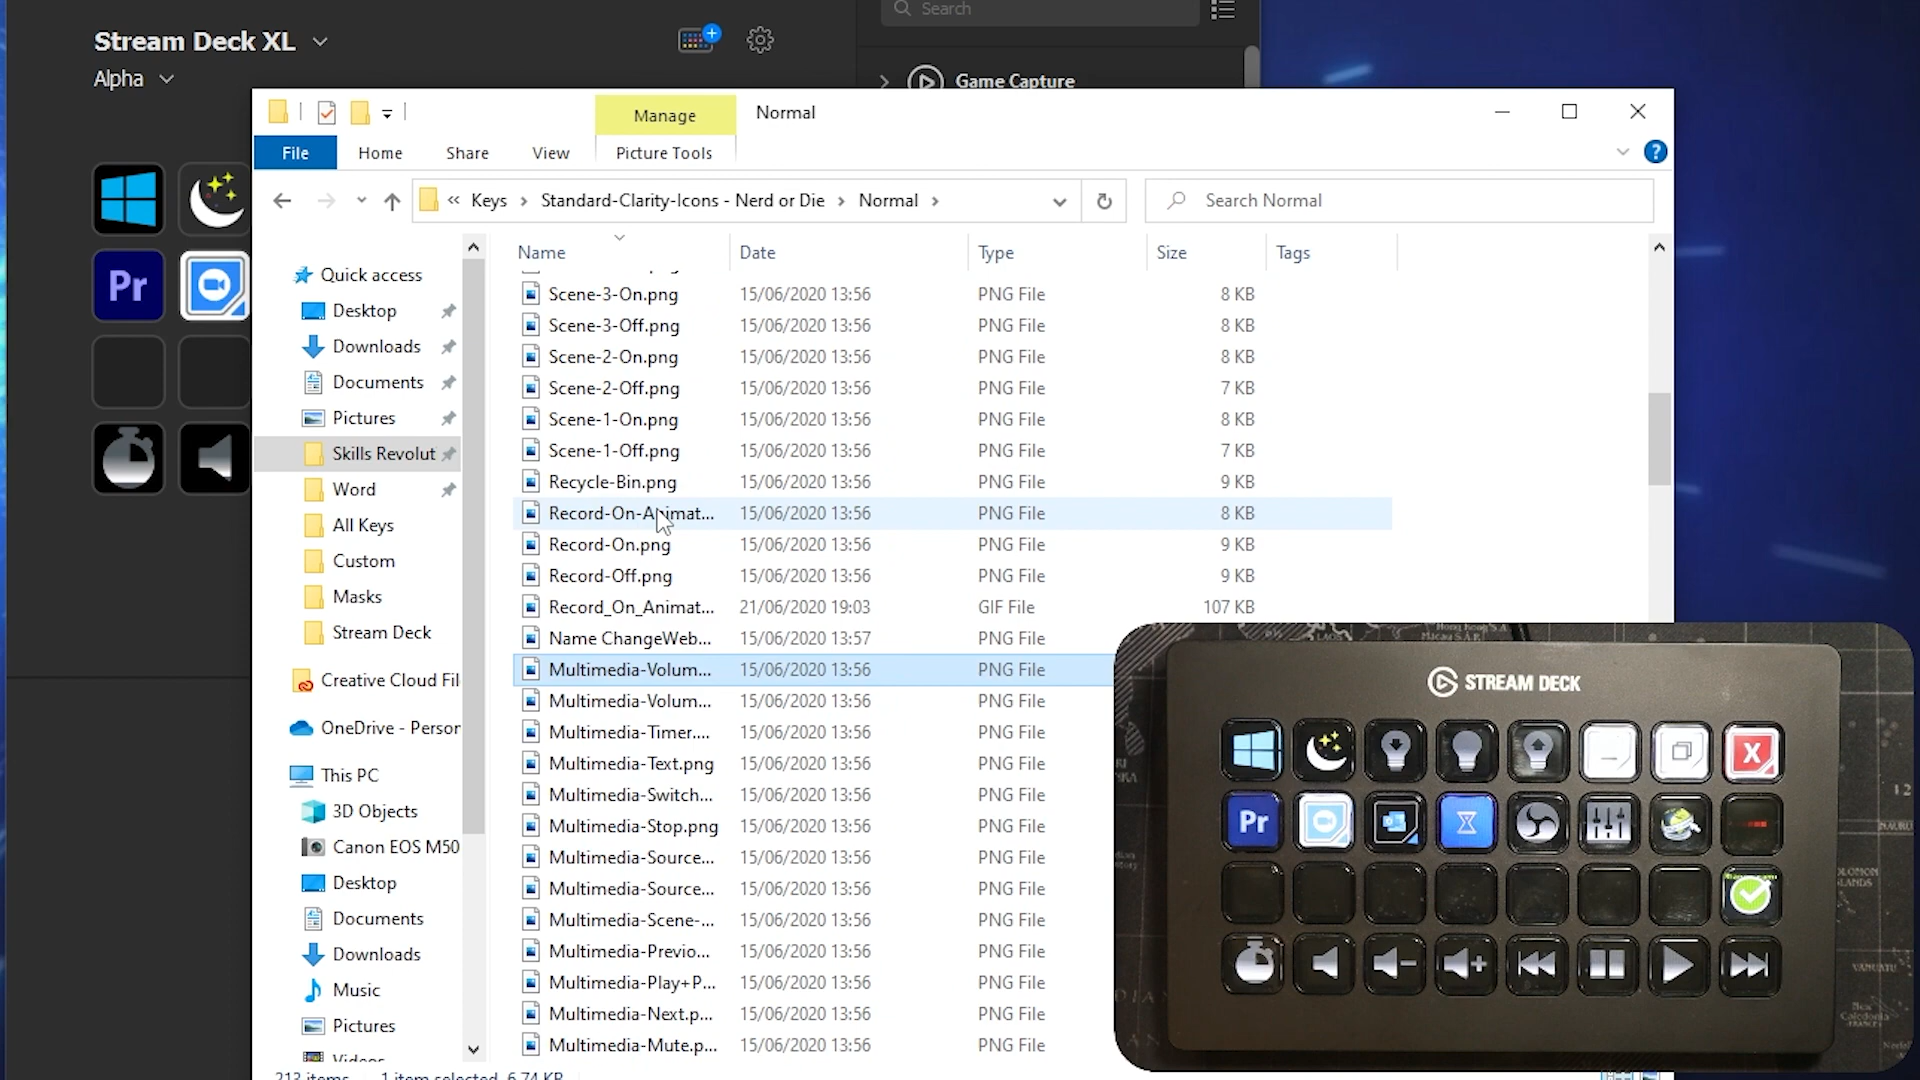 Stream Deck XL
Search
Alpha
Game Capture
Manage
Normal
File
Home
Share
View
Picture Tools
?
« Keys > Standard-Clarity-Icons - Nerd or Die > Normal >
Search Normal
Name
Date
Type
Size
Tags
Scene-3-On.png 15/06/2020 13:56 PNG File 8 KB
Scene-3-Off.png 15/06/2020 13:56 PNG File 8 KB
Scene-2-On.png 15/06/2020 13:56 PNG File 8 KB
Scene-2-Off.png 15/06/2020 13:56 PNG File 7 KB
Scene-1-On.png 15/06/2020 13:56 PNG File 8 KB
Scene-1-Off.png 15/06/2020 13:56 PNG File 7 KB
Recycle-Bin.png 15/06/2020 13:56 PNG File 9 KB
Record-On-Animat... 15/06/2020 13:56 PNG File 8 KB
Record-On.png 15/06/2020 13:56 PNG File 9 KB
Record-Off.png 15/06/2020 13:56 PNG File 9 KB
Record_On_Animat... 21/06/2020 19:03 GIF File 107 KB
Name ChangeWeb... 15/06/2020 13:57 PNG File
Multimedia-Volum... 15/06/2020 13:56 PNG File
Multimedia-Volum... 15/06/2020 13:56 PNG File
Multimedia-Timer.... 15/06/2020 13:56 PNG File
Multimedia-Text.png 15/06/2020 13:56 PNG File
Multimedia-Switch... 15/06/2020 13:56 PNG File
Multimedia-Stop.png 15/06/2020 13:56 PNG File
Multimedia-Source... 15/06/2020 13:56 PNG File
Multimedia-Source... 15/06/2020 13:56 PNG File
Multimedia-Scene-... 15/06/2020 13:56 PNG File
Multimedia-Previo... 15/06/2020 13:56 PNG File
Multimedia-Play+P... 15/06/2020 13:56 PNG File
Multimedia-Next.p... 15/06/2020 13:56 PNG File
Multimedia-Mute.p... 15/06/2020 13:56 PNG File
Quick access
Desktop
Downloads
Documents
Pictures
Skills Revolut
Word
All Keys
Custom
Masks
Stream Deck
Creative Cloud Fil
OneDrive - Person
This PC
3D Objects
Canon EOS M50
Desktop
Documents
Downloads
Music
Pictures
Videos
213 items 1 item selected 6.74 KB
Pr
STREAM DECK
X
Pr